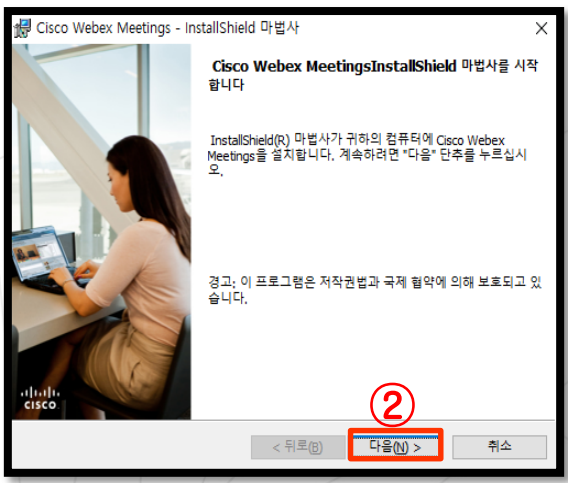 Cisco Webex Meetings - InstallShield 마법사
Cisco Webex MeetingsInstallShield 마법사를 시작
합니다
InstallShield(R) 마법사가 귀하의 컴퓨터에 Cisco Webex
Meetings을 설치합니다. 계속하려면 "다음" 단추를 누르십시
오.
경고: 이 프로그램은 저작권법과 국제 협약에 의해 보호되고 있
습니다.
CISCO
②
< 뒤로(B) 다음(N) > 취소